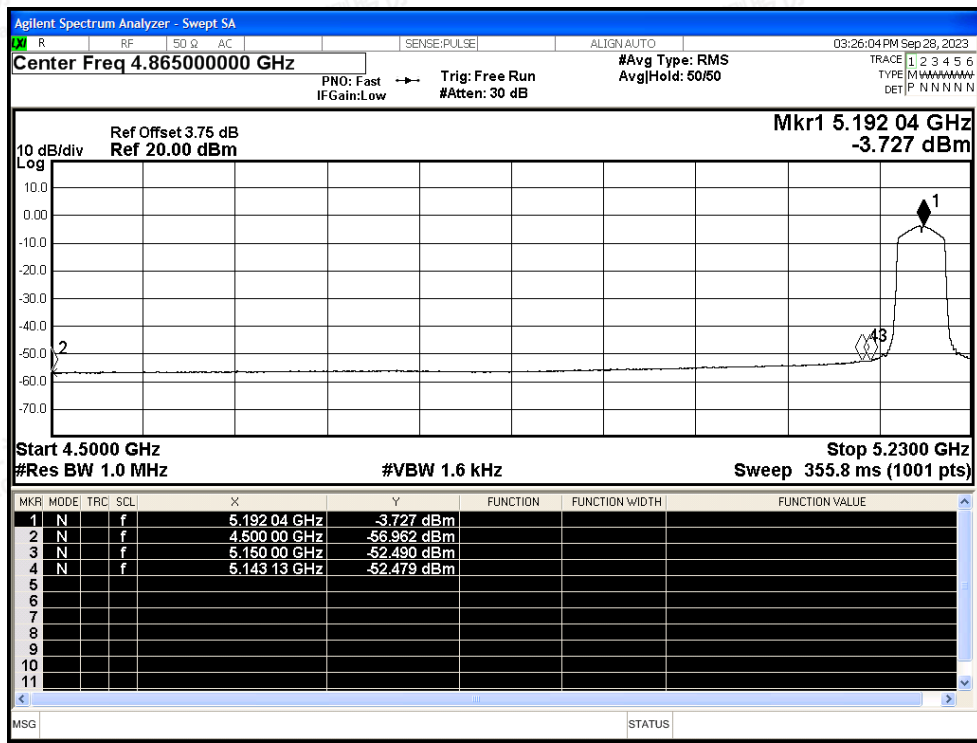 Agilent Spectrum Analyzer - Swept SA
LXI R RF 50 Ω AC SENSE:PULSE ALIGN AUTO 03:26:04 PM Sep 28, 2023
Center Freq 4.865000000 GHz
PNO: Fast
IFGain:Low
Trig: Free Run
#Atten: 30 dB
#Avg Type: RMS
Avg|Hold: 50/50
TRACE 1 2 3 4 5 6
TYPE M
DET P N N N N N
Mkr1 5.192 04 GHz
-3.727 dBm
Ref Offset 3.75 dB
10 dB/div Ref 20.00 dBm
Log
10.0
0.00
-10.0
-20.0
-30.0
-40.0
-50.0
-60.0
-70.0
1
2
43
Start 4.5000 GHz Stop 5.2300 GHz
#Res BW 1.0 MHz #VBW 1.6 kHz Sweep 355.8 ms (1001 pts)
MKR MODE TRC SCL X Y FUNCTION FUNCTION WIDTH FUNCTION VALUE
1 N f 5.192 04 GHz -3.727 dBm
2 N f 4.500 00 GHz -56.962 dBm
3 N f 5.150 00 GHz -52.490 dBm
4 N f 5.143 13 GHz -52.479 dBm
5
6
7
8
9
10
11
MSG STATUS